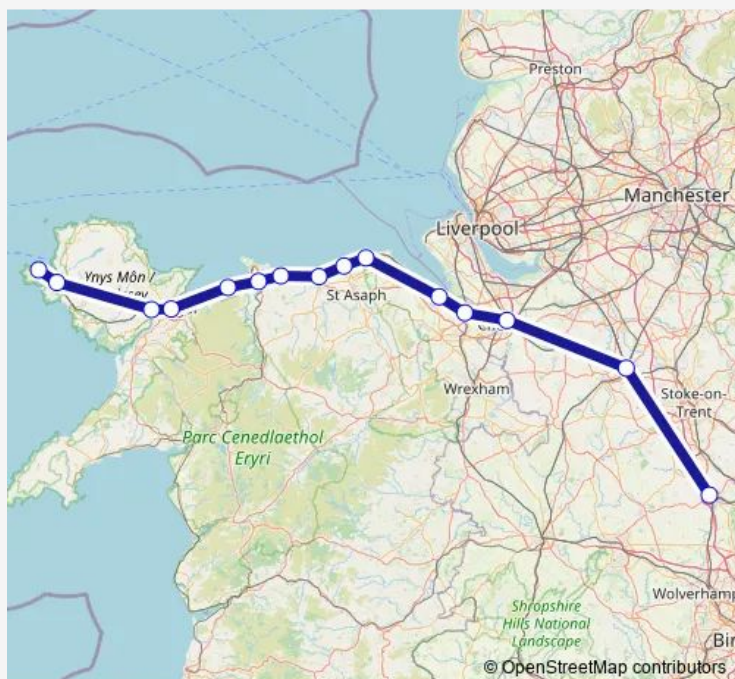 Preston
Manchester
Liverpool
Ynys Môn /
St Asaph
Wrexham
Stoke-on-
Trent
Parc Cenedlaethol
Eryri
Shropshire
Hills National
Landscape
Wolverhamp
Bir
© OpenStreetMap contributors